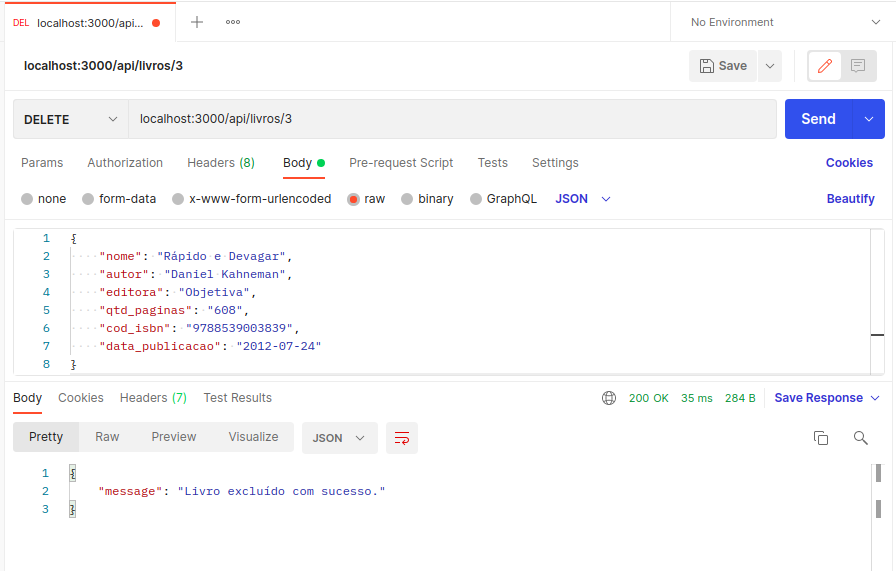 DEL localhost:3000/api... No Environment
localhost:3000/api/livros/3 Save
DELETE localhost:3000/api/livros/3 Send
Params Authorization Headers (8) Body Pre-request Script Tests Settings Cookies
none form-data x-www-form-urlencoded raw binary GraphQL JSON Beautify
1 {
2 "nome": "Rápido e Devagar",
3 "autor": "Daniel Kahneman",
4 "editora": "Objetiva",
5 "qtd_paginas": "608",
6 "cod_isbn": "9788539003839",
7 "data_publicacao": "2012-07-24"
8 }
Body Cookies Headers (7) Test Results 200 OK 35 ms 284 B Save Response
Pretty Raw Preview Visualize JSON
1 {
2 "message": "Livro excluído com sucesso."
3 }